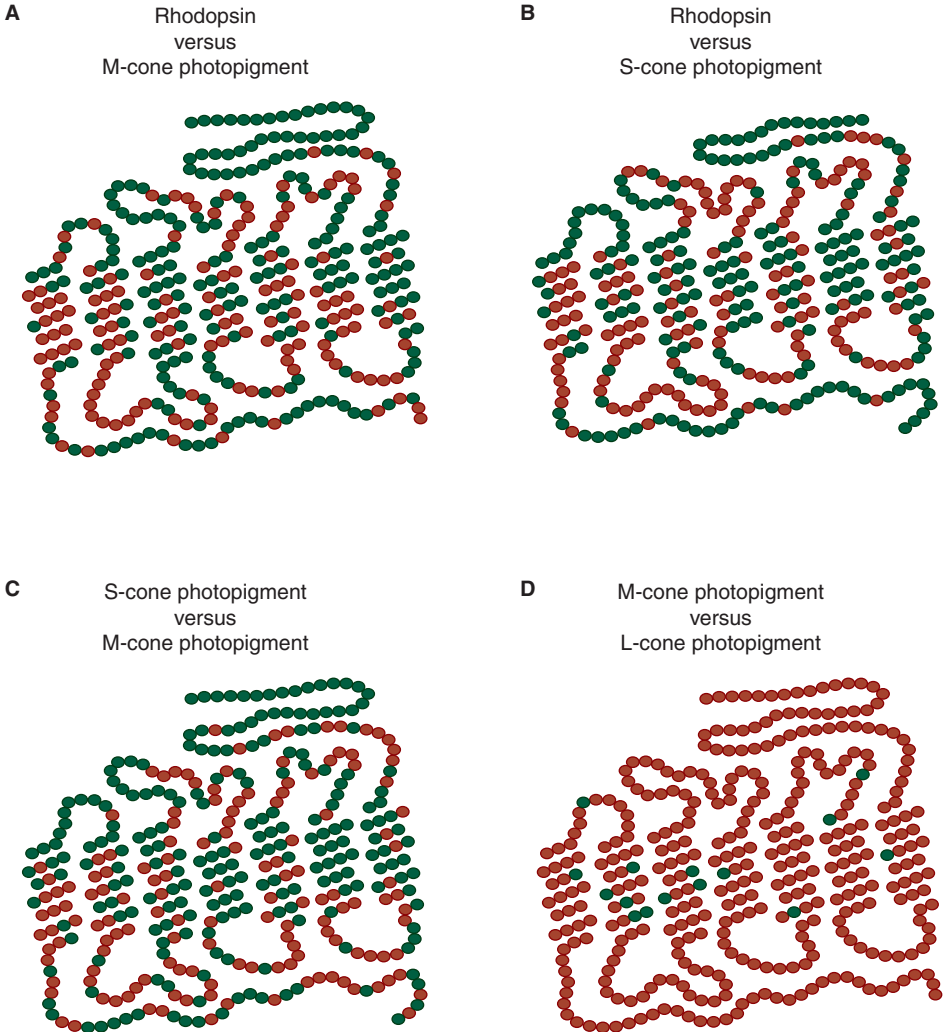 A
Rhodopsin
versus
M-cone photopigment
B
Rhodopsin
versus
S-cone photopigment
C
S-cone photopigment
versus
M-cone photopigment
D
M-cone photopigment
versus
L-cone photopigment